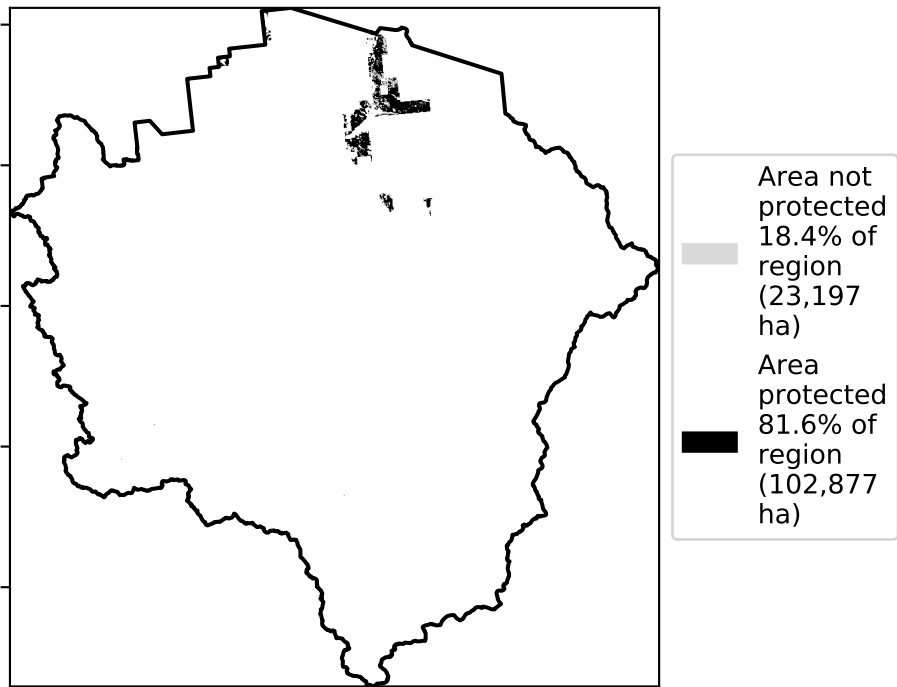 Area not
protected
18.4% of
region
(23,197
ha)
Area
protected
81.6% of
region
(102,877
ha)